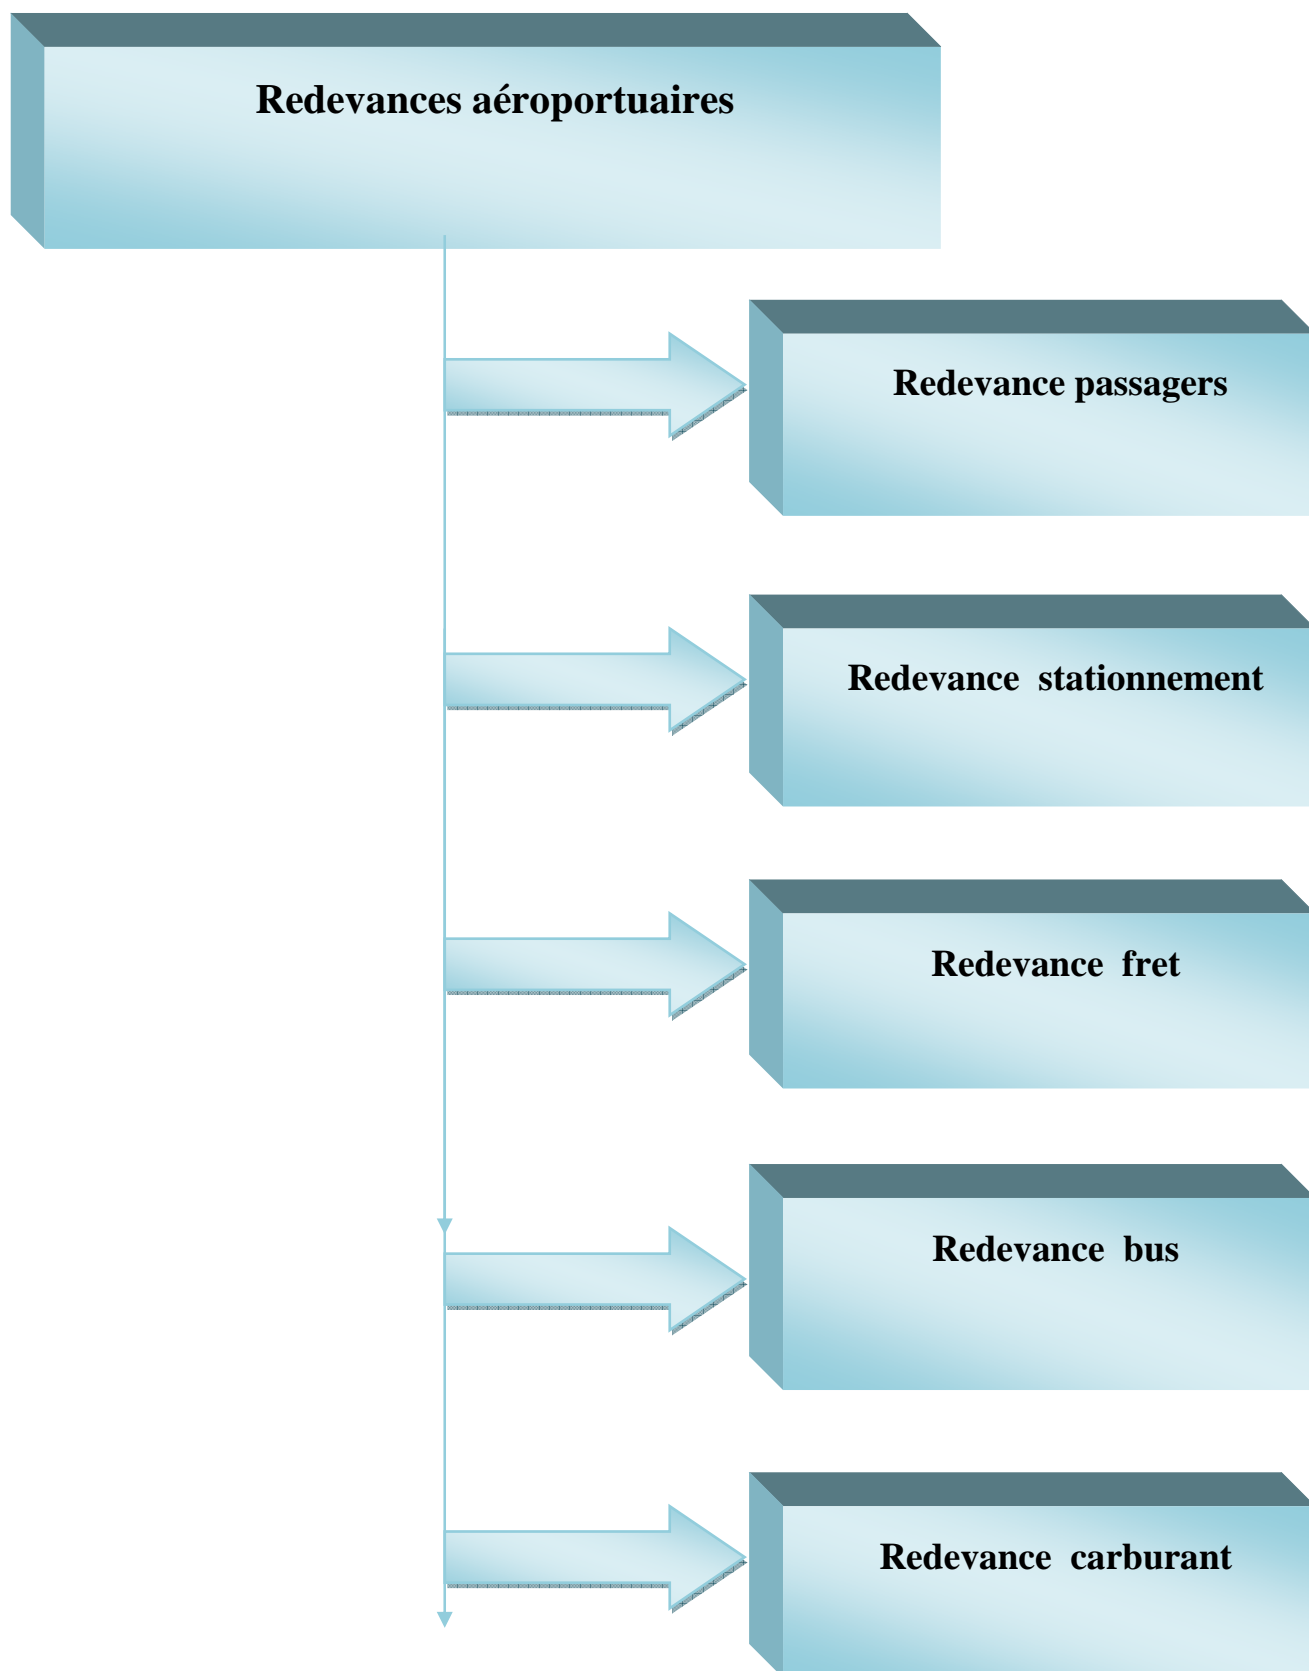 Redevances aéroportuaires
Redevance passagers
Redevance stationnement
Redevance fret
Redevance bus
Redevance carburant